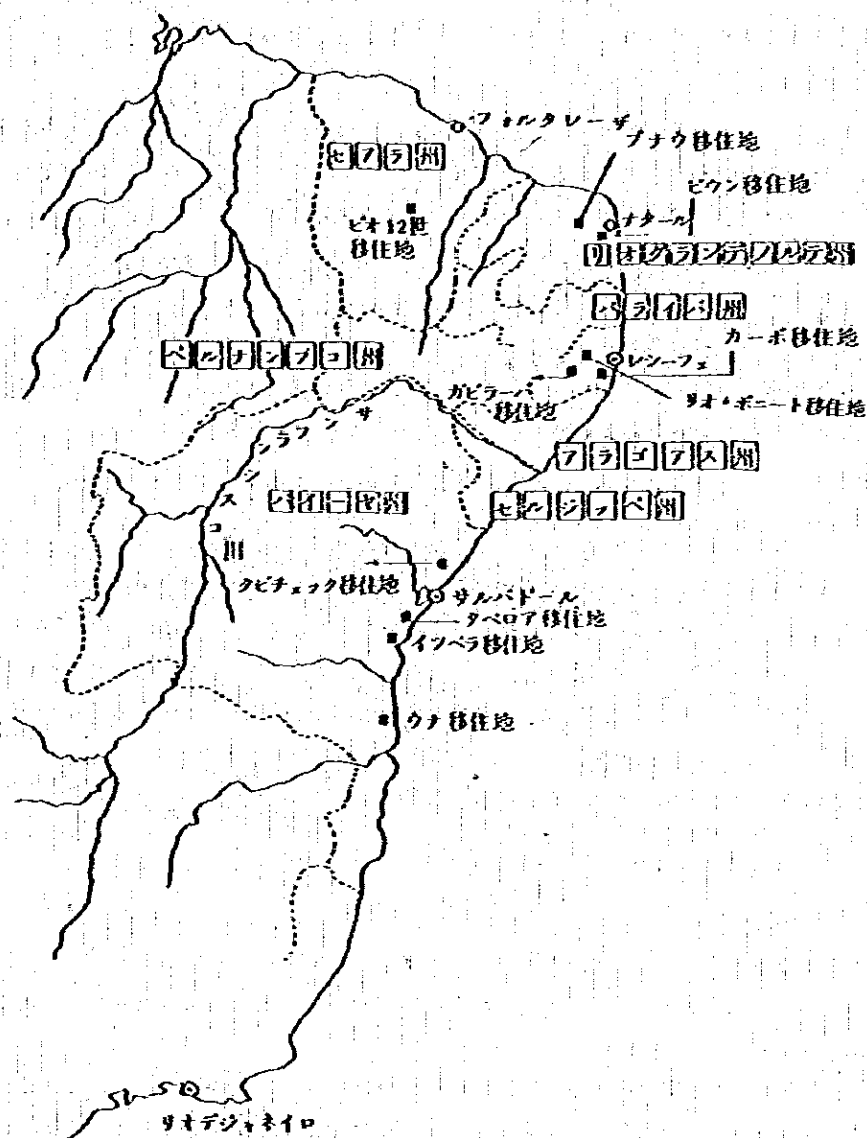 フォルタレーザ
プナウ移住地
セアラ州
ピウン移住地
ピオ12世
移住地
ナタール
リオグランデノルテ州
パライバ州
カーボ移住地
ペルナンブコ州
レシーフェ
ガピラーバ
移住地
リオ・ボニート移住地
サンフランシスコ川
アラゴアス州
バイーヤ州
セルジッペ州
クビチェック移住地
サルバドール
タペロア移住地
イツベラ移住地
ウナ移住地
リオデジャネイロ